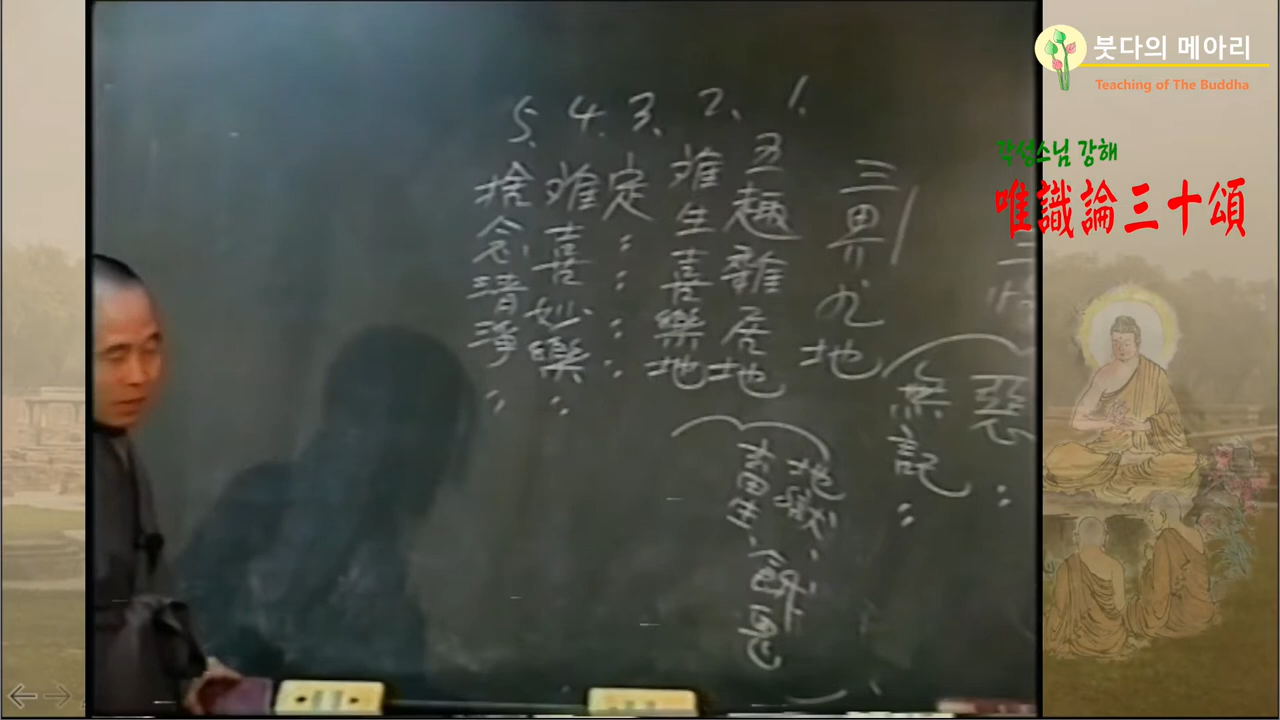 붓다의 메아리
Teaching of The Buddha
각성스님 강해
唯識論三十頌
惡 〃
無記 〃
三界九地
1. 五趣雜居地
(地獄、
畜生、餓鬼
2、離生喜樂地
3、定〃〃〃〃
4. 離喜妙樂〃
5、捨念清淨〃